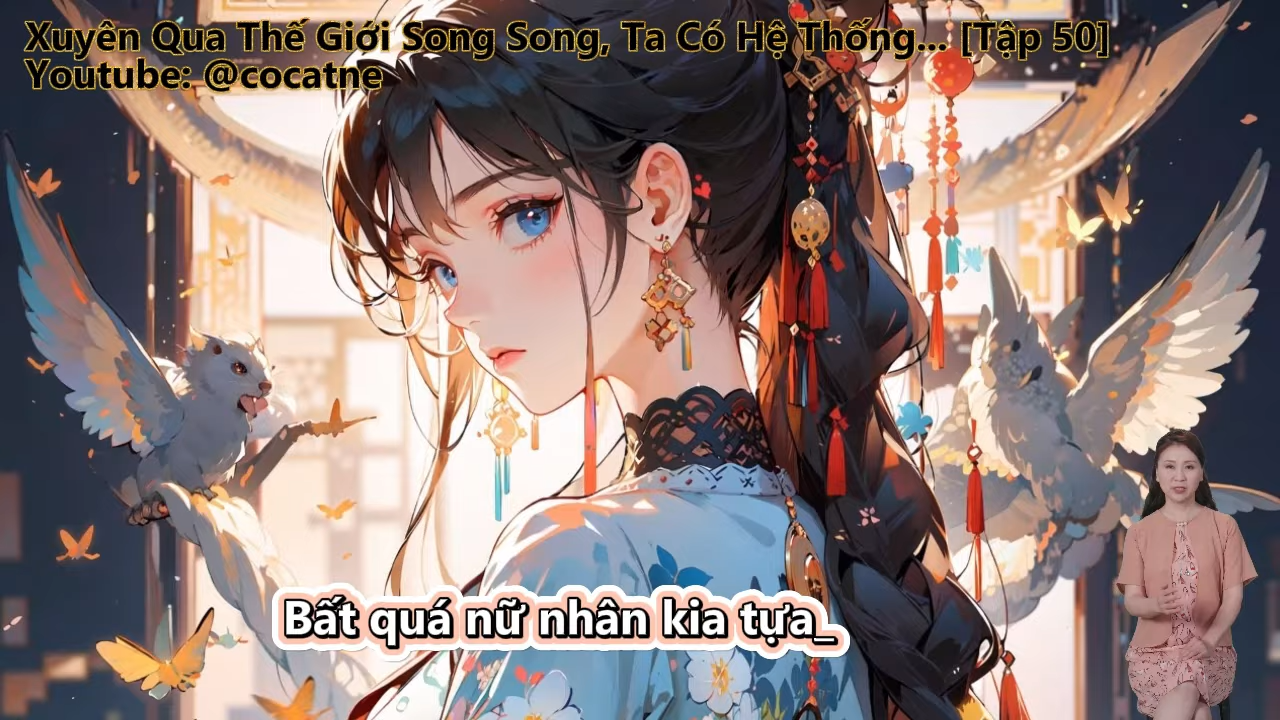 Xuyên Qua Thế Giới Song Song, Ta Có Hệ Thống... [Tập 50]
Youtube: @cocatne
Bất quá nữ nhân kia tựa_